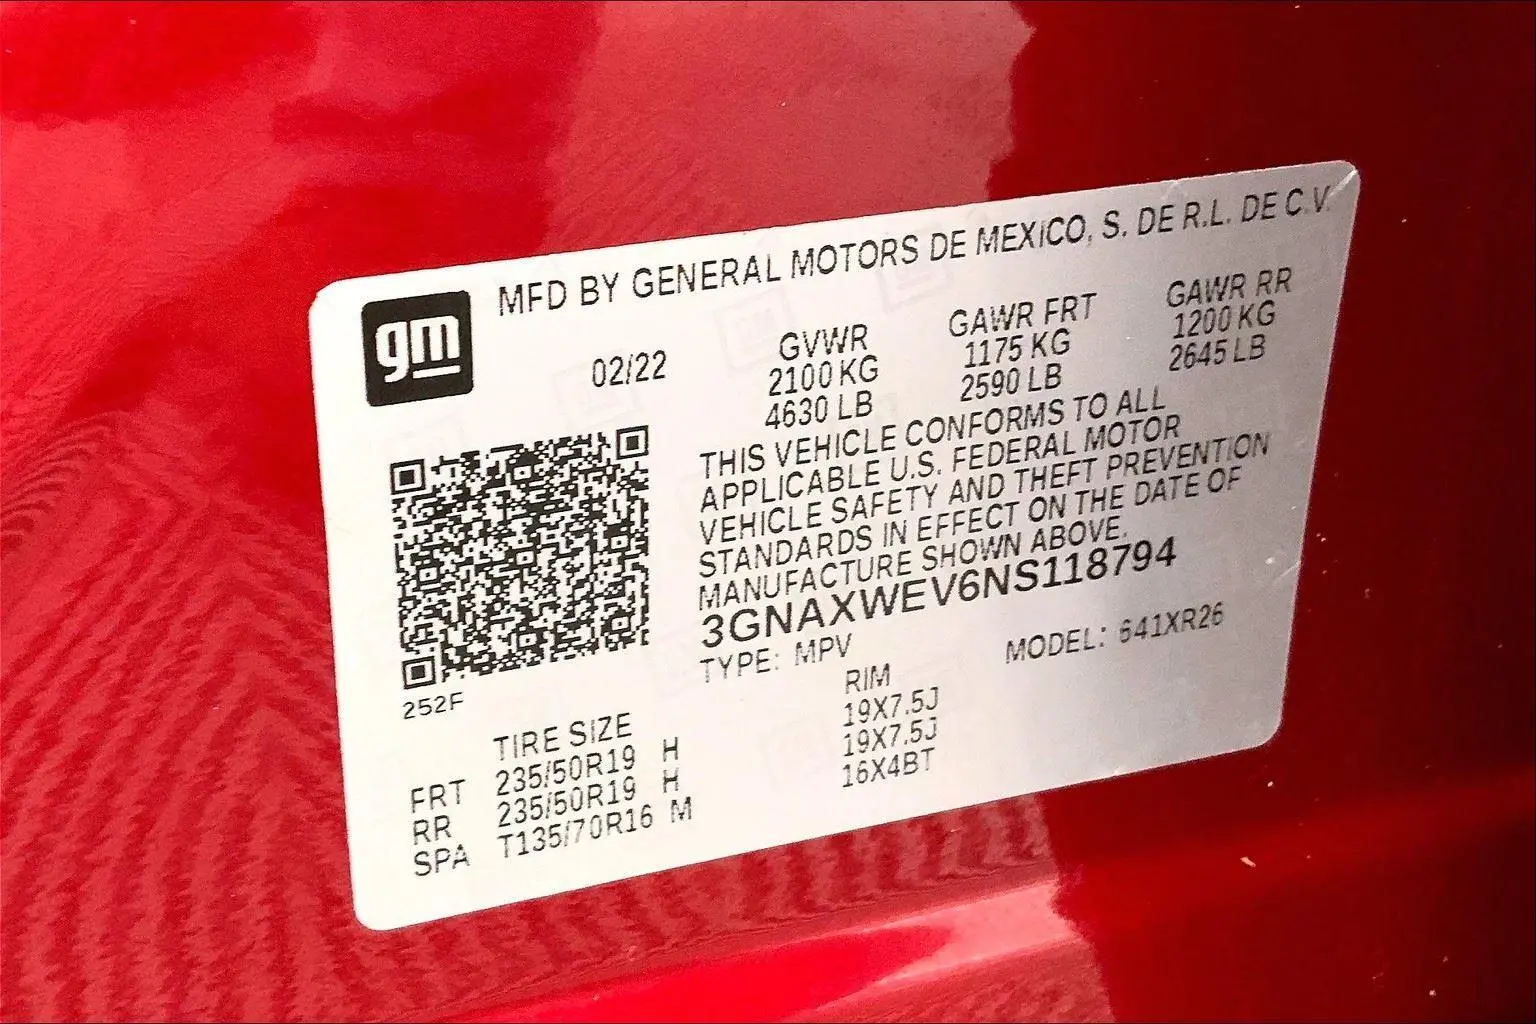 gm
MFD BY GENERAL MOTORS DE MEXICO, S. DE R.L. DE C.V.
02/22
GVWR
2100 KG
4630 LB
GAWR FRT
1175 KG
2590 LB
GAWR RR
1200 KG
2645 LB
THIS VEHICLE CONFORMS TO ALL
APPLICABLE U.S. FEDERAL MOTOR
VEHICLE SAFETY AND THEFT PREVENTION
STANDARDS IN EFFECT ON THE DATE OF
MANUFACTURE SHOWN ABOVE.
3GNAXWEV6NS118794
TYPE: MPV
MODEL: 641XR26
252F
TIRE SIZE
RIM
FRT 235/50R19 H 19X7.5J
RR 235/50R19 H 19X7.5J
SPA T135/70R16 M 16X4BT